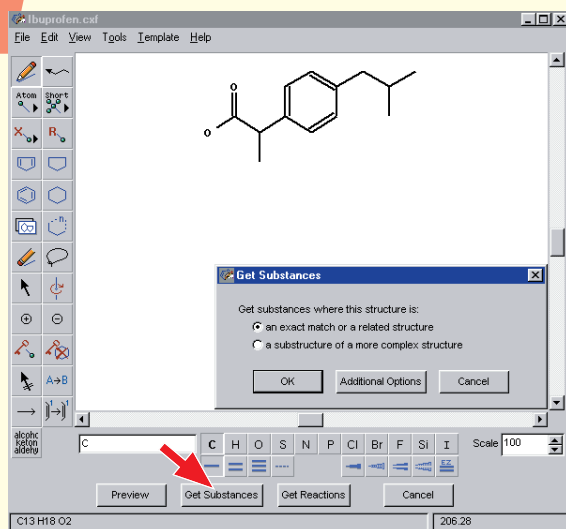 Ibuprofen.cxf
File Edit View Tools Template Help
Atom Short
X R
-n
O
O
A→B
Get Substances
Get substances where this structure is:
an exact match or a related structure
a substructure of a more complex structure
OK Additional Options Cancel
alcohc
keton
aldehy
C
C H O S N P Cl Br F Si I
Scale 100
EZ
Preview Get Substances Get Reactions Cancel
C13 H18 O2 206.28